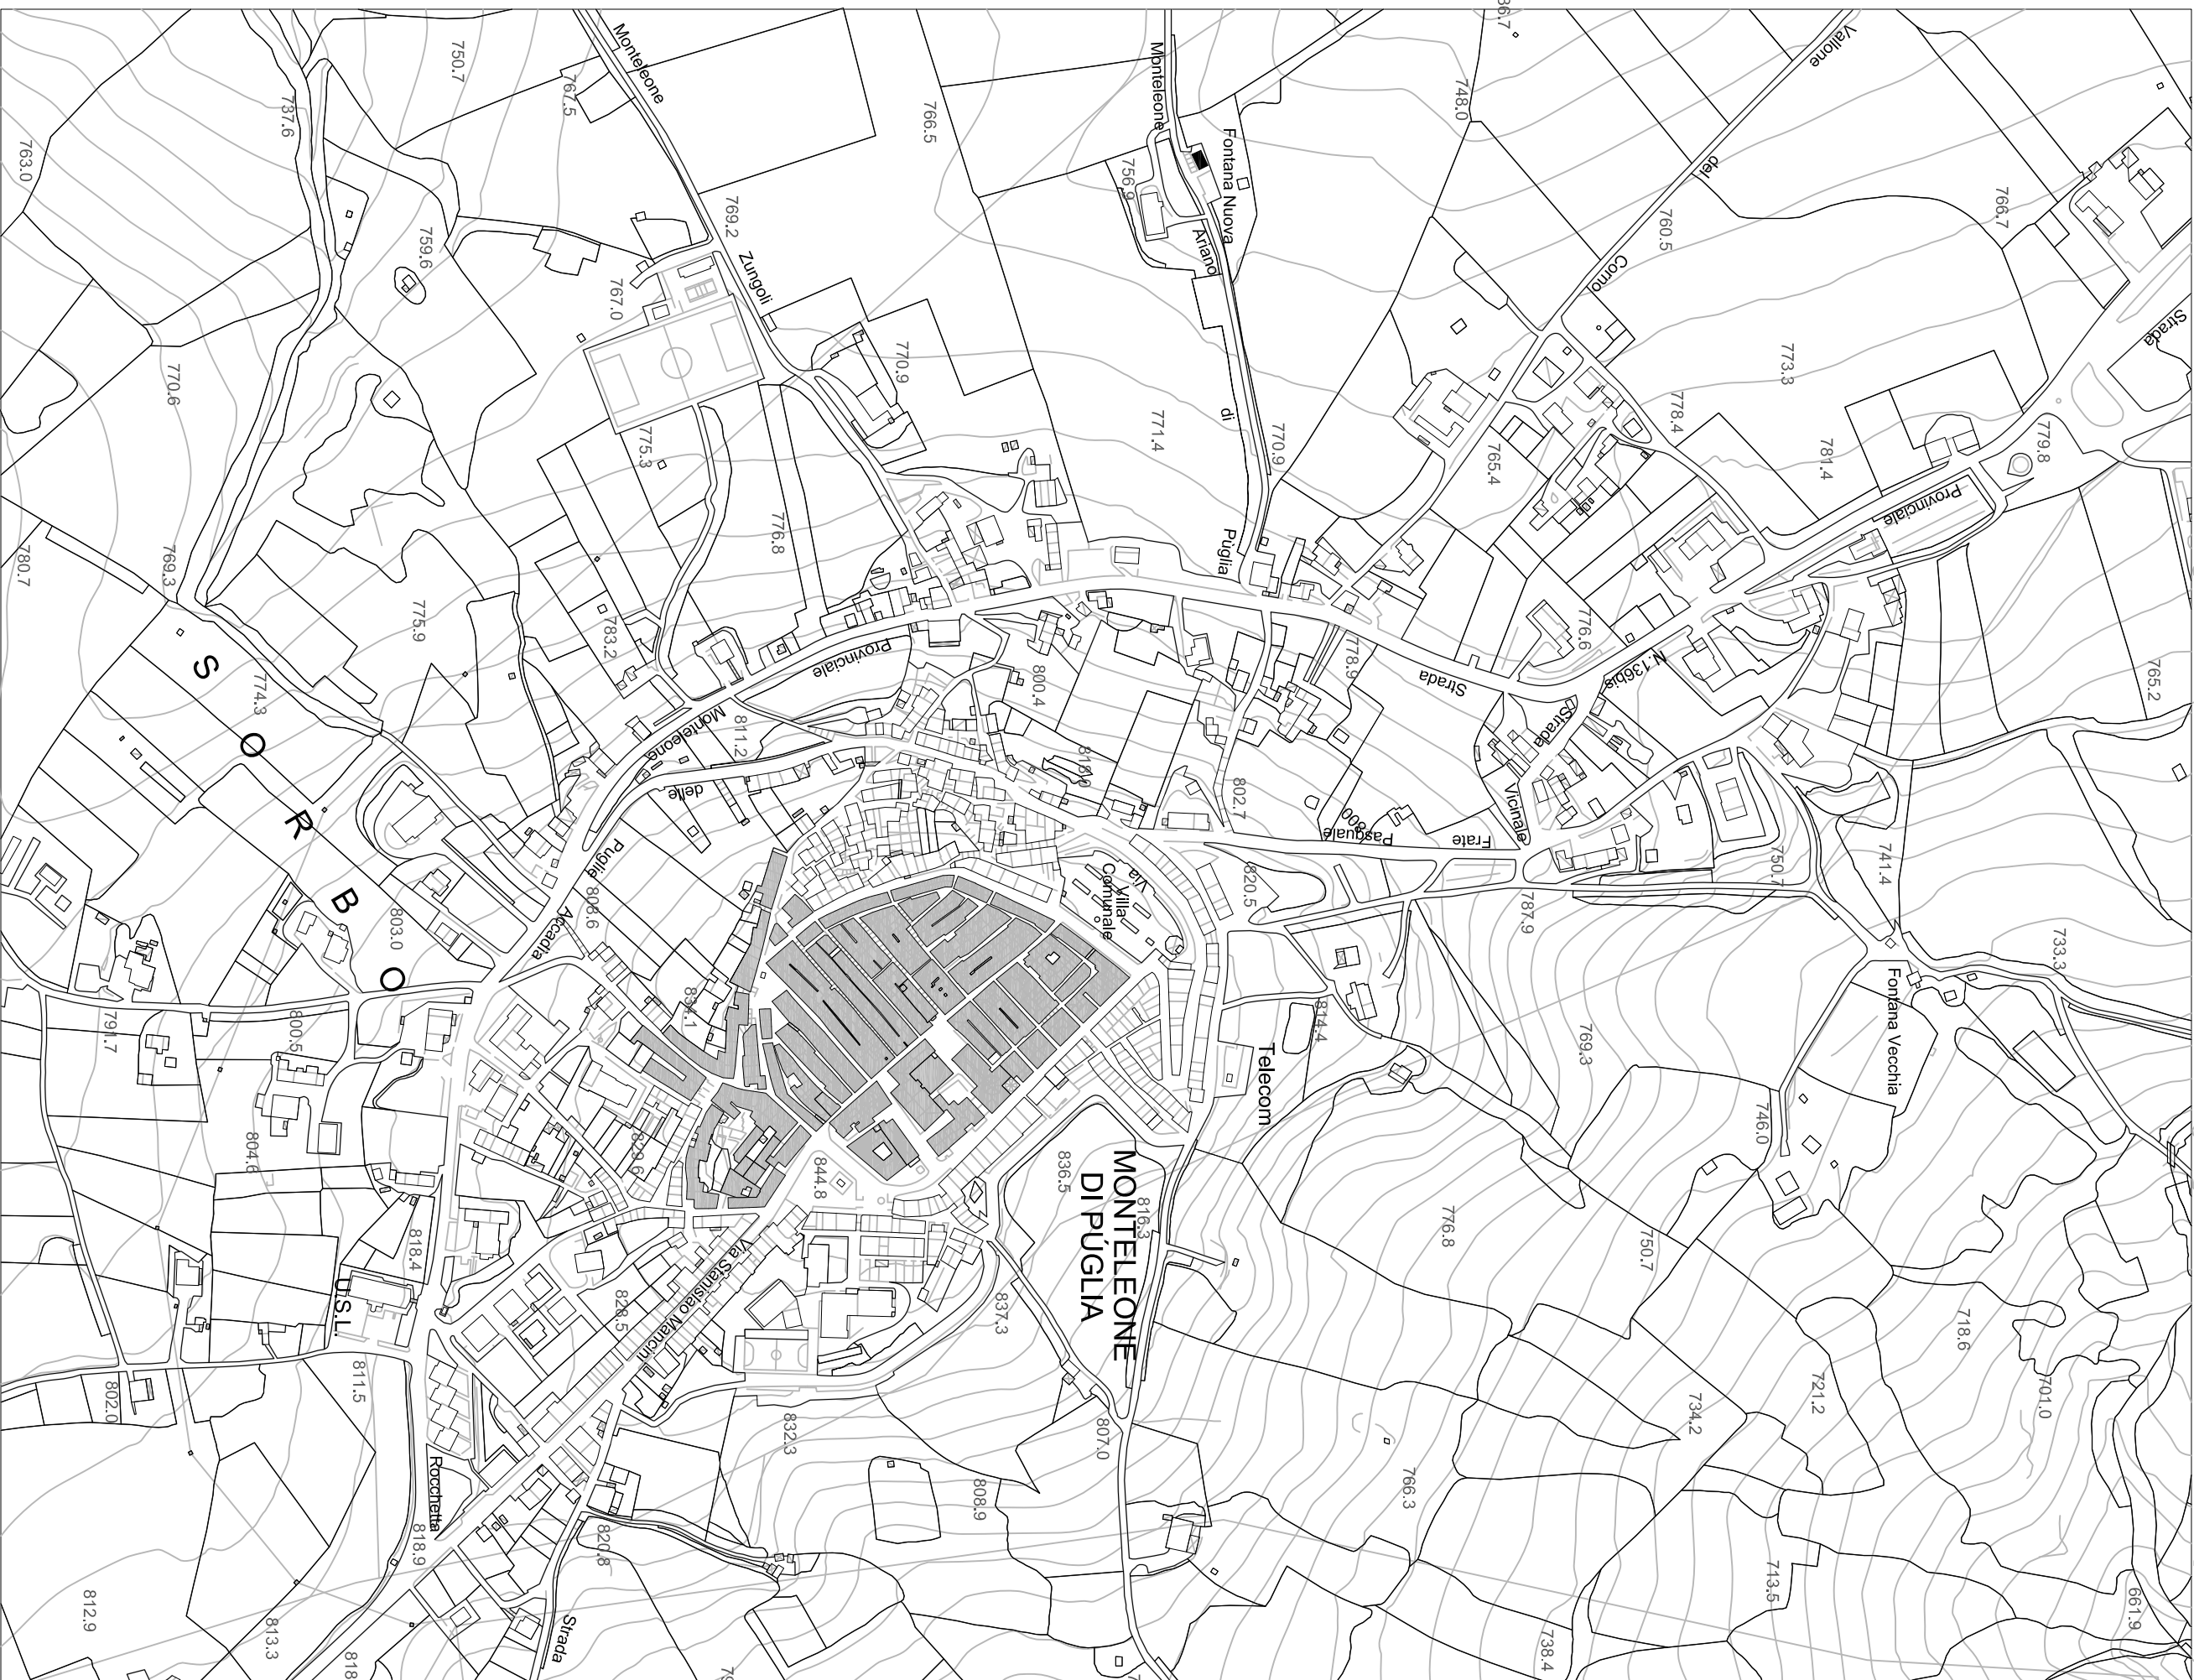 Monteleone
Zungoli
Monteleone
Fontana Nuova
Ariano
di
Púglia
Vallone
del
Corno
Strada
Provinciale
N.136bis
Strada
Strada
Vicinale
Frate
Pasquale
Provinciale
Monteleone
delle
Puglie
Accadia
SORBO
Via
Villa
Comunale
Telecom
Fontana Vecchia
MONTELEONE
DI PÚGLIA
Via Stanislao Mancini
U.S.L.
Rocchetta
Strada
750.7
767.5
737.6
763.0
759.6
769.2
767.0
766.5
756.9
748.0
760.5
766.7
770.6
770.9
775.3
771.4
770.9
765.4
778.4
773.3
781.4
779.8
780.7
769.3
776.8
775.9
783.2
774.3
811.2
800.4
778.9
776.6
765.2
802.7
750.7
741.4
803.0
808.6
820.5
787.9
733.3
791.7
800.5
834.1
814.4
769.3
804.6
829.6
844.8
836.5
746.0
818.4
816.3
776.8
750.7
828.5
837.3
718.6
811.5
802.0
832.3
807.0
734.2
721.2
701.0
808.9
766.3
818.9
820.8
812.9
813.3
713.5
661.9
738.4